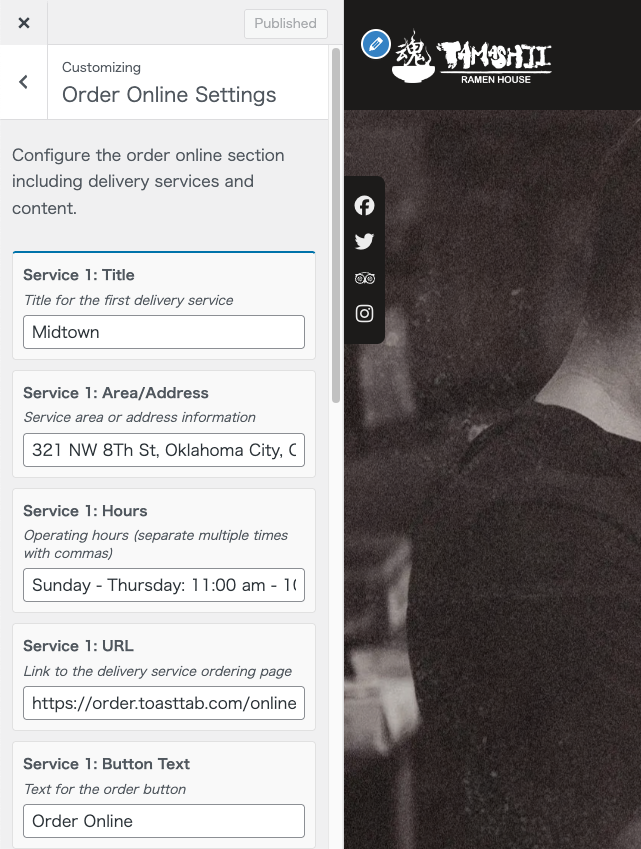 Published
Customizing
Order Online Settings
Configure the order online section
including delivery services and
content.
Service 1: Title
Title for the first delivery service
Midtown
Service 1: Area/Address
Service area or address information
321 NW 8Th St, Oklahoma City,
Service 1: Hours
Operating hours (separate multiple times
with commas)
Sunday - Thursday: 11:00 am -
Service 1: URL
Link to the delivery service ordering page
https://order.toasttab.com/online
Service 1: Button Text
Text for the order button
Order Online
魂 TAMASHII
RAMEN HOUSE